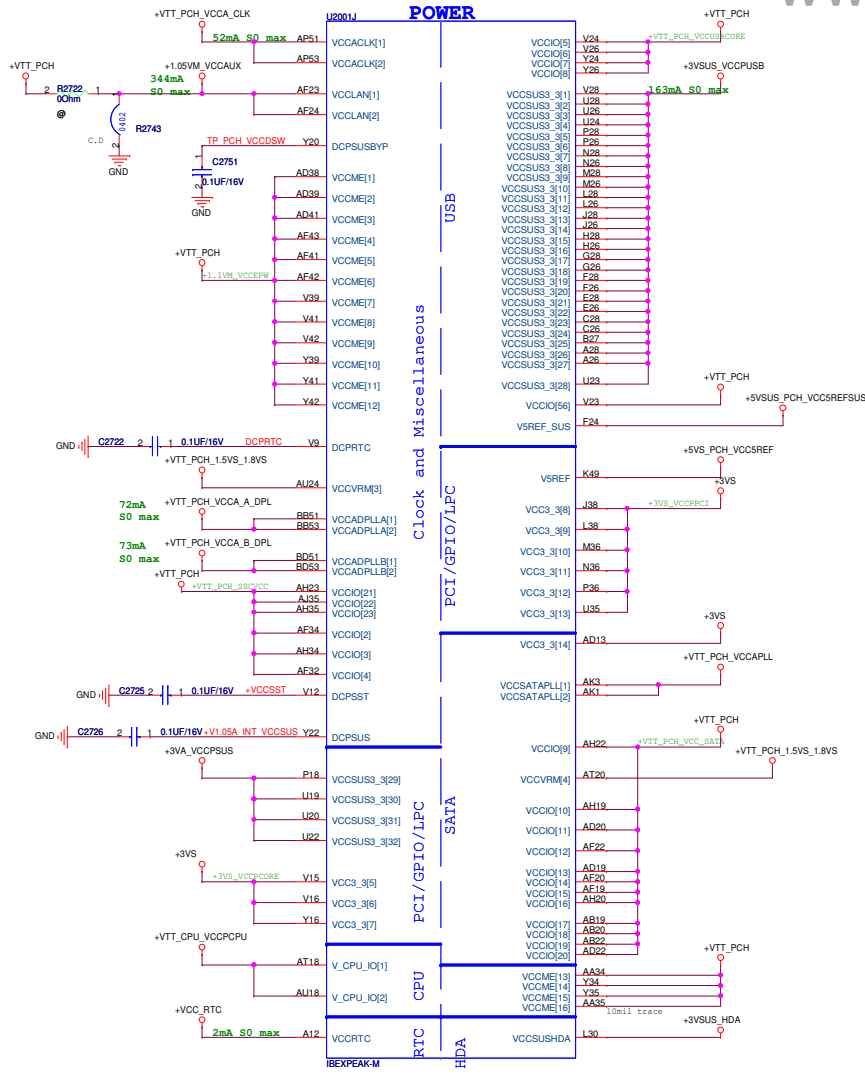 POWER
U2001J
+VTT_PCH_VCCA_CLK
52mA S0 max
AP51 VCCACLK[1]
AP53 VCCACLK[2]
+VTT_PCH
+1.05VM_VCCAUX
344mA
S0 max
2 R2722 1
0Ohm
@
0402
R2743
C.D
2
GND
AF23 VCCLAN[1]
AF24 VCCLAN[2]
TP_PCH_VCCDSW
Y20 DCPSUSBYP
1
C2751
0.1UF/16V
2
GND
AD38 VCCME[1]
AD39 VCCME[2]
AD41 VCCME[3]
AF43 VCCME[4]
AF41 VCCME[5]
+VTT_PCH
+1.1VM_VCCEPW
AF42 VCCME[6]
V39 VCCME[7]
V41 VCCME[8]
V42 VCCME[9]
Y39 VCCME[10]
Y41 VCCME[11]
Y42 VCCME[12]
GND C2722 2 1 0.1UF/16V DCPRTC V9 DCPRTC
+VTT_PCH_1.5VS_1.8VS
AU24 VCCVRM[3]
72mA
S0 max
+VTT_PCH_VCCA_A_DPL
BB51 VCCADPLLA[1]
BB53 VCCADPLLA[2]
73mA
S0 max
+VTT_PCH_VCCA_B_DPL
BD51 VCCADPLLB[1]
BD53 VCCADPLLB[2]
+VTT_PCH
+VTT_PCH_SSCVCC
AH23 VCCIO[21]
AJ35 VCCIO[22]
AH35 VCCIO[23]
AF34 VCCIO[2]
AH34 VCCIO[3]
AF32 VCCIO[4]
GND C2725 2 1 0.1UF/16V +VCCSST V12 DCPSST
GND C2726 2 1 0.1UF/16V +V1.05A_INT_VCCSUS Y22 DCPSUS
+3VA_VCCPSUS
P18 VCCSUS3_3[29]
U19 VCCSUS3_3[30]
U20 VCCSUS3_3[31]
U22 VCCSUS3_3[32]
+3VS
+3VS_VCCPCORE
V15 VCC3_3[5]
V16 VCC3_3[6]
Y16 VCC3_3[7]
+VTT_CPU_VCCPCPU
AT18 V_CPU_IO[1]
AU18 V_CPU_IO[2]
+VCC_RTC
2mA S0 max
A12 VCCRTC
IBEXPEAK-M
Clock and Miscellaneous
PCI/GPIO/LPC
CPU
RTC
USB
PCI/GPIO/LPC
SATA
HDA
+VTT_PCH
VCCIO[5] V24 +VTT_PCH_VCCUSBCORE
VCCIO[6] V26
VCCIO[7] Y24
VCCIO[8] Y26
+3VSUS_VCCPUSB
VCCSUS3_3[1] V28 163mA S0 max
VCCSUS3_3[2] U28
VCCSUS3_3[3] U26
VCCSUS3_3[4] U24
VCCSUS3_3[5] P28
VCCSUS3_3[6] P26
VCCSUS3_3[7] N28
VCCSUS3_3[8] N26
VCCSUS3_3[9] M28
VCCSUS3_3[10] M26
VCCSUS3_3[11] L28
VCCSUS3_3[12] L26
VCCSUS3_3[13] J28
VCCSUS3_3[14] J26
VCCSUS3_3[15] H28
VCCSUS3_3[16] H26
VCCSUS3_3[17] G28
VCCSUS3_3[18] G26
VCCSUS3_3[19] F28
VCCSUS3_3[20] F26
VCCSUS3_3[21] E28
VCCSUS3_3[22] E26
VCCSUS3_3[23] C28
VCCSUS3_3[24] C26
VCCSUS3_3[25] B27
VCCSUS3_3[26] A28
VCCSUS3_3[27] A26
VCCSUS3_3[28] U23
+VTT_PCH
VCCIO[56] V23
+5VSUS_PCH_VCC5REFSUS
V5REF_SUS F24
+5VS_PCH_VCC5REF
V5REF K49
+3VS
VCC3_3[8] J38 +3VS_VCCPPCI
VCC3_3[9] L38
VCC3_3[10] M36
VCC3_3[11] N36
VCC3_3[12] P36
VCC3_3[13] U35
+3VS
VCC3_3[14] AD13
+VTT_PCH_VCCAPLL
VCCSATAPLL[1] AK3
VCCSATAPLL[2] AK1
+VTT_PCH
VCCIO[9] AH22 +VTT_PCH_VCC_SATA
+VTT_PCH_1.5VS_1.8VS
VCCVRM[4] AT20
VCCIO[10] AH19
VCCIO[11] AD20
VCCIO[12] AF22
VCCIO[13] AD19
VCCIO[14] AF20
VCCIO[15] AF19
VCCIO[16] AH20
VCCIO[17] AB19
VCCIO[18] AB20
VCCIO[19] AB22
VCCIO[20] AD22
+VTT_PCH
VCCME[13] AA34
VCCME[14] Y34
VCCME[15] Y35
VCCME[16] AA35
10mil trace
+3VSUS_HDA
VCCSUSHDA L30